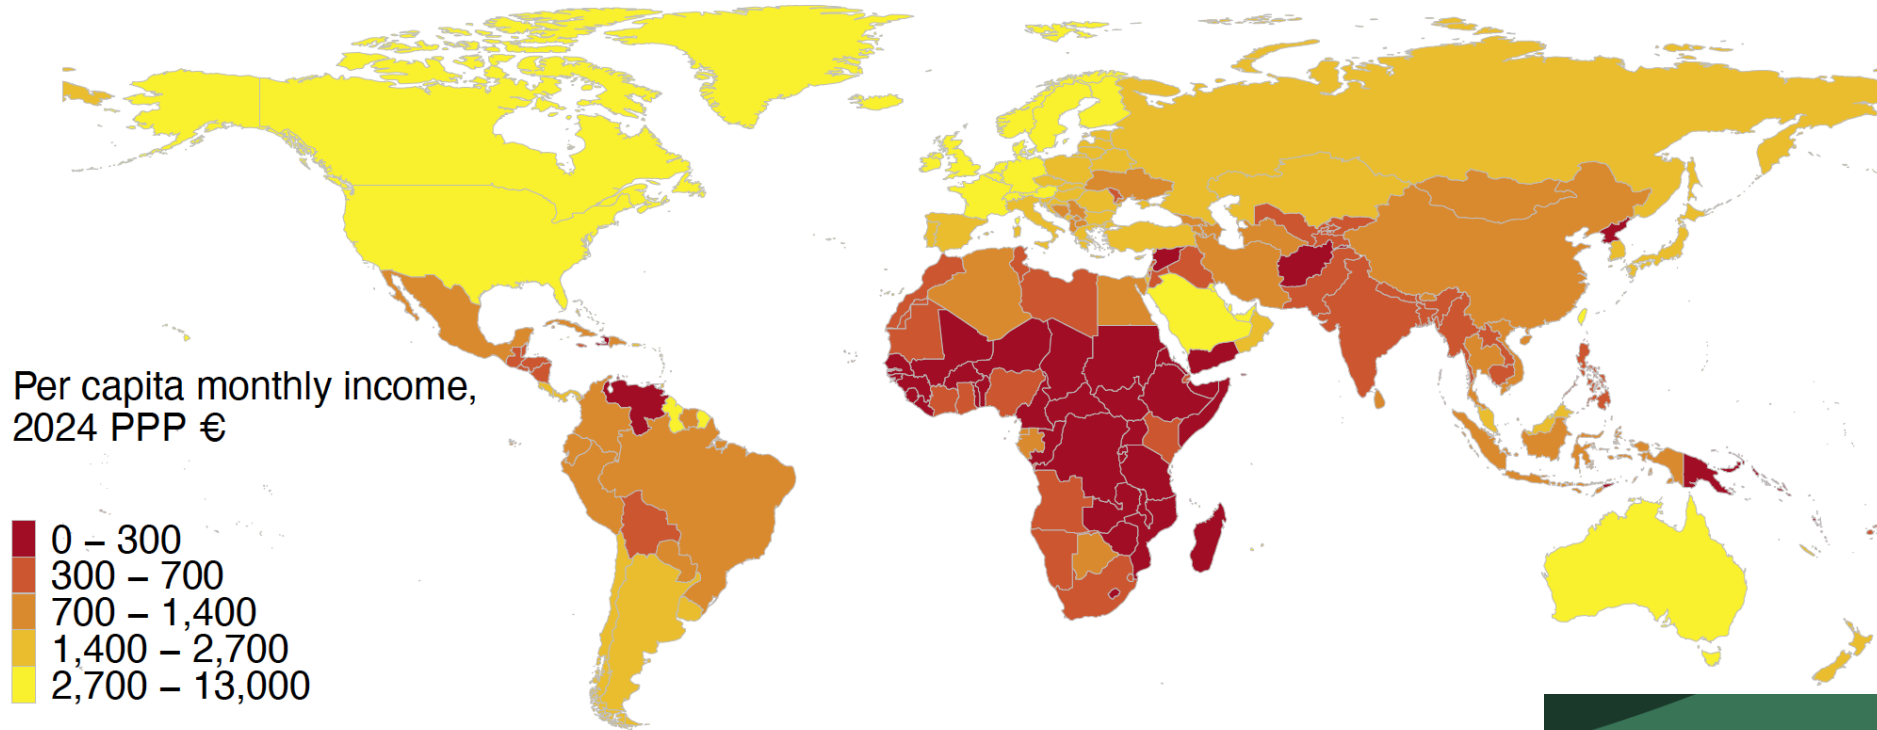 Per capita monthly income,
2024 PPP €
0 – 300
300 – 700
700 – 1,400
1,400 – 2,700
2,700 – 13,000